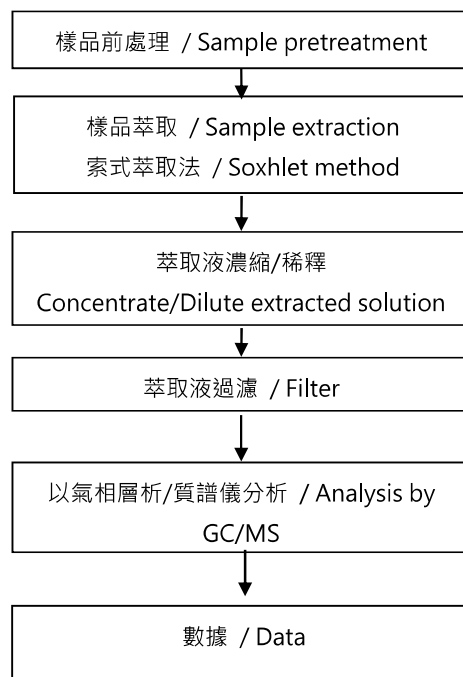 樣品前處理 / Sample pretreatment
樣品萃取 / Sample extraction
索式萃取法 / Soxhlet method
萃取液濃縮/稀釋
Concentrate/Dilute extracted solution
萃取液過濾 / Filter
以氣相層析/質譜儀分析 / Analysis by
GC/MS
數據 / Data